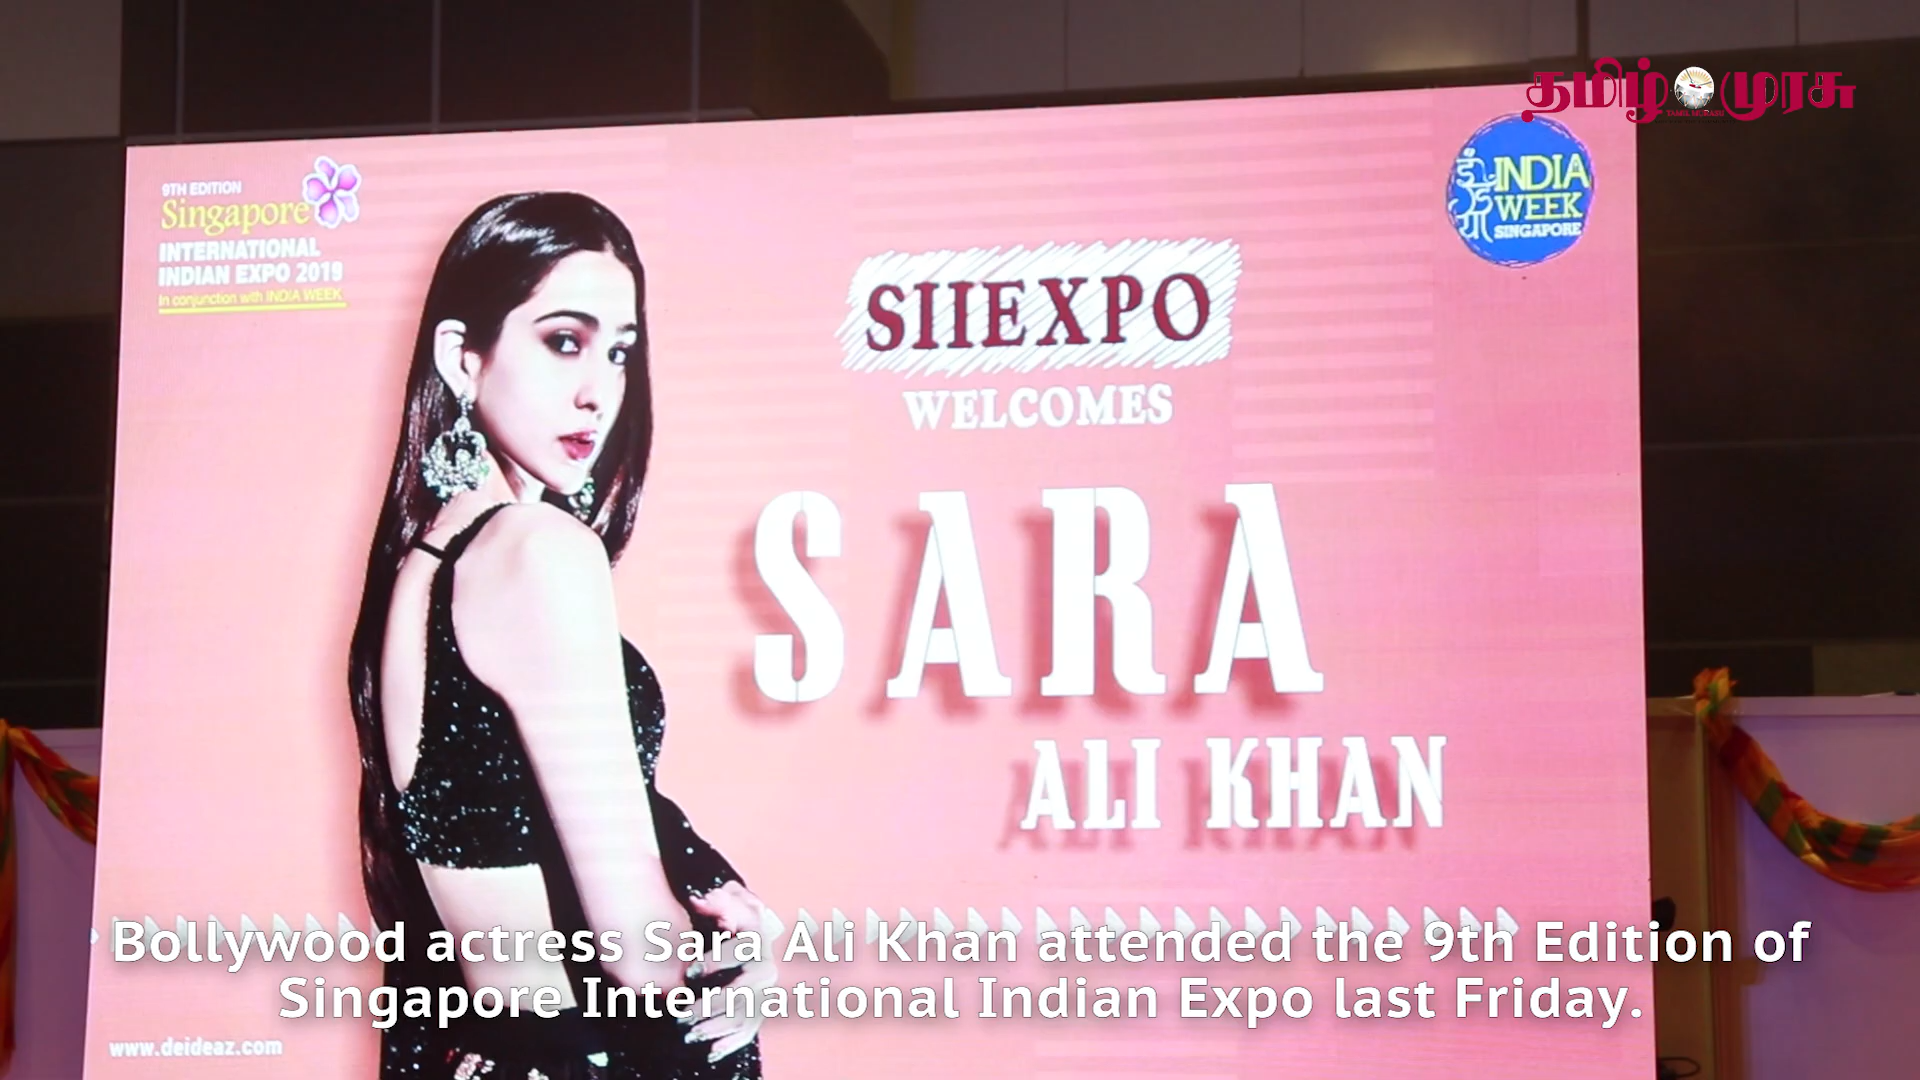 தமிழ் முரசு
TAMIL MURASU
9TH EDITION
Singapore
INTERNATIONAL
INDIAN EXPO 2019
In conjunction with INDIA WEEK
इंडिया
INDIA
WEEK
SINGAPORE
SIIEXPO
WELCOMES
SARA
ALI KHAN
Bollywood actress Sara Ali Khan attended the 9th Edition of
Singapore International Indian Expo last Friday.
www.deideaz.com